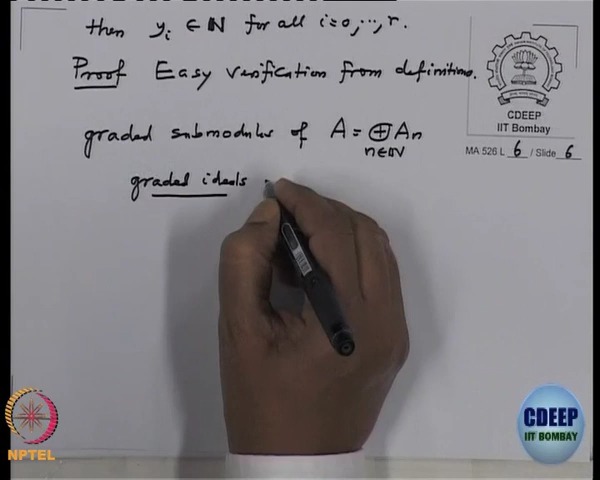 then yᵢ ∈ N for all i=0,…,r.
Proof Easy verification from definitions.
graded submodules of A = ⊕ Aₙ
n∈ℕ
graded ideals
CDEEP
IIT Bombay
MA 526 L 6 / Slide 6
NPTEL
CDEEP
IIT BOMBAY